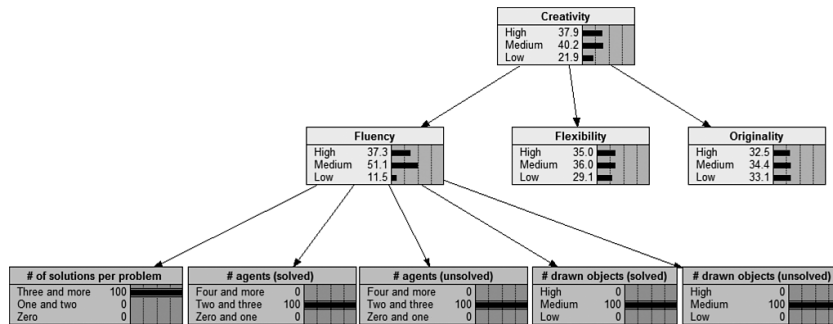 Creativity
High 37.9
Medium 40.2
Low 21.9
Fluency
High 37.3
Medium 51.1
Low 11.5
Flexibility
High 35.0
Medium 36.0
Low 29.1
Originality
High 32.5
Medium 34.4
Low 33.1
# of solutions per problem
Three and more 100
One and two 0
Zero 0
# agents (solved)
Four and more 0
Two and three 100
Zero and one 0
# agents (unsolved)
Four and more 0
Two and three 100
Zero and one 0
# drawn objects (solved)
High 0
Medium 100
Low 0
# drawn objects (unsolved)
High 0
Medium 100
Low 0